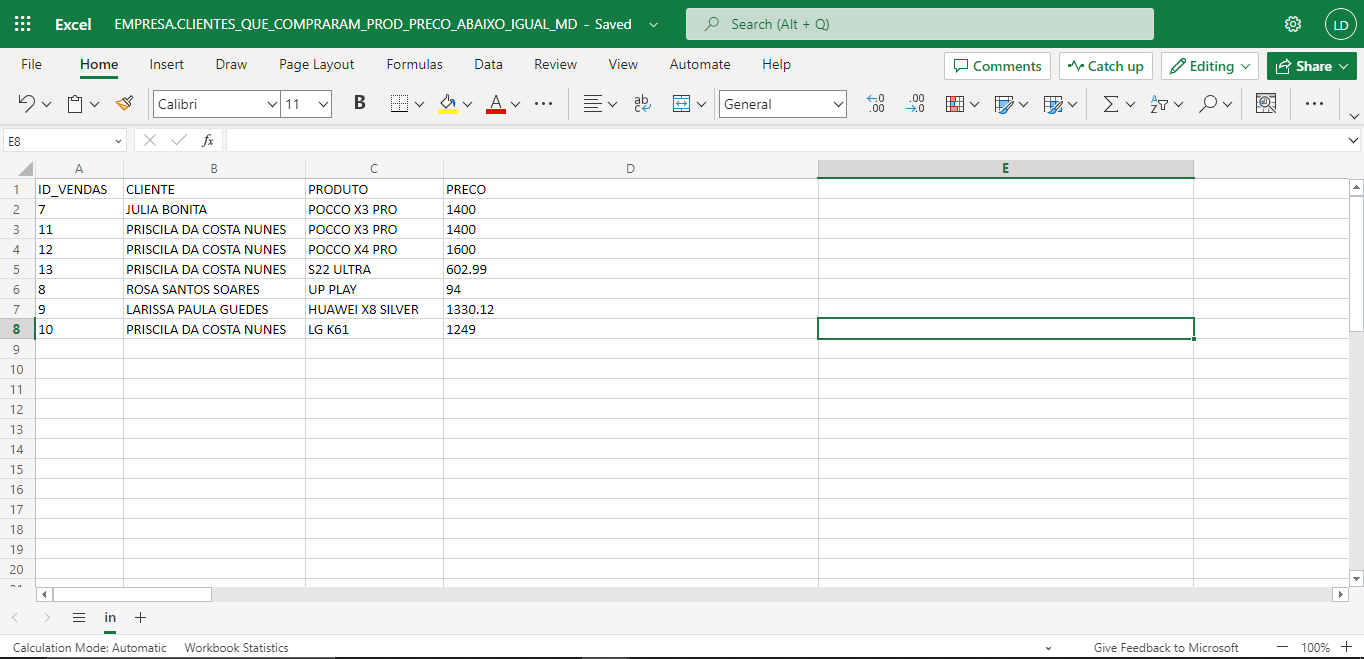 Excel EMPRESA.CLIENTES_QUE_COMPRARAM_PROD_PRECO_ABAIXO_IGUAL_MD - Saved Search (Alt + Q) LD
File Home Insert Draw Page Layout Formulas Data Review View Automate Help Comments Catch up Editing Share
Calibri 11 B A ab c General .00 .00 .0
E8 fx
A B C D E
1 ID_VENDAS CLIENTE PRODUTO PRECO
2 7 JULIA BONITA POCCO X3 PRO 1400
3 11 PRISCILA DA COSTA NUNES POCCO X3 PRO 1400
4 12 PRISCILA DA COSTA NUNES POCCO X4 PRO 1600
5 13 PRISCILA DA COSTA NUNES S22 ULTRA 602.99
6 8 ROSA SANTOS SOARES UP PLAY 94
7 9 LARISSA PAULA GUEDES HUAWEI X8 SILVER 1330.12
8 10 PRISCILA DA COSTA NUNES LG K61 1249
9
10
11
12
13
14
15
16
17
18
19
20
in
Calculation Mode: Automatic Workbook Statistics Give Feedback to Microsoft 100%